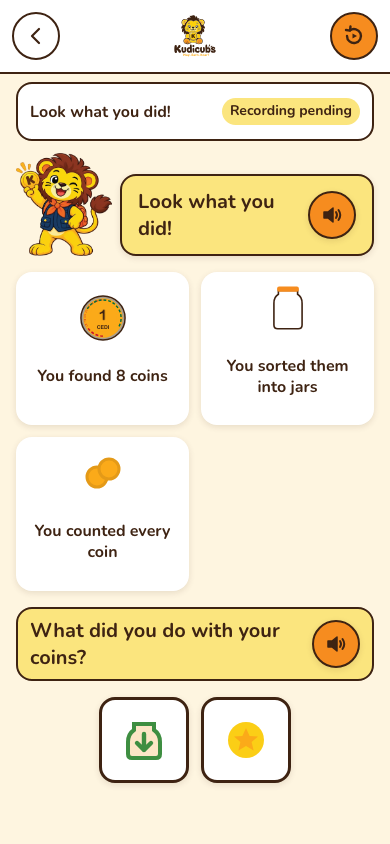 Kudicub's
Look what you did!
Recording pending
K
Look what you
did!
1
CEDI
You found 8 coins
You sorted them
into jars
You counted every
coin
What did you do with your
coins?